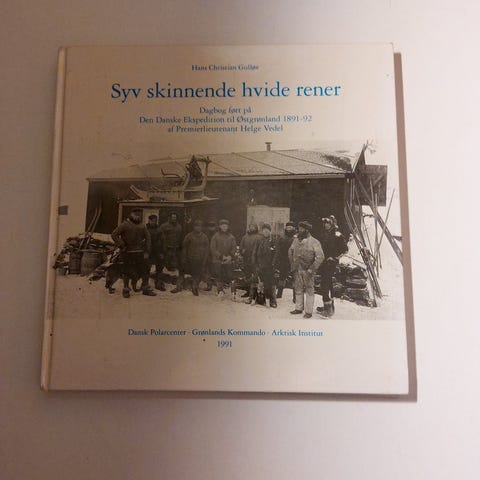 Hans Christian Gulløv
Syv skinnende hvide rener
Dagbog ført på
Den Danske Ekspedition til Østgrønland 1891-92
af Premierlieutenant Helge Vedel
Dansk Polarcenter · Grønlands Kommando · Arktisk Institut
1991